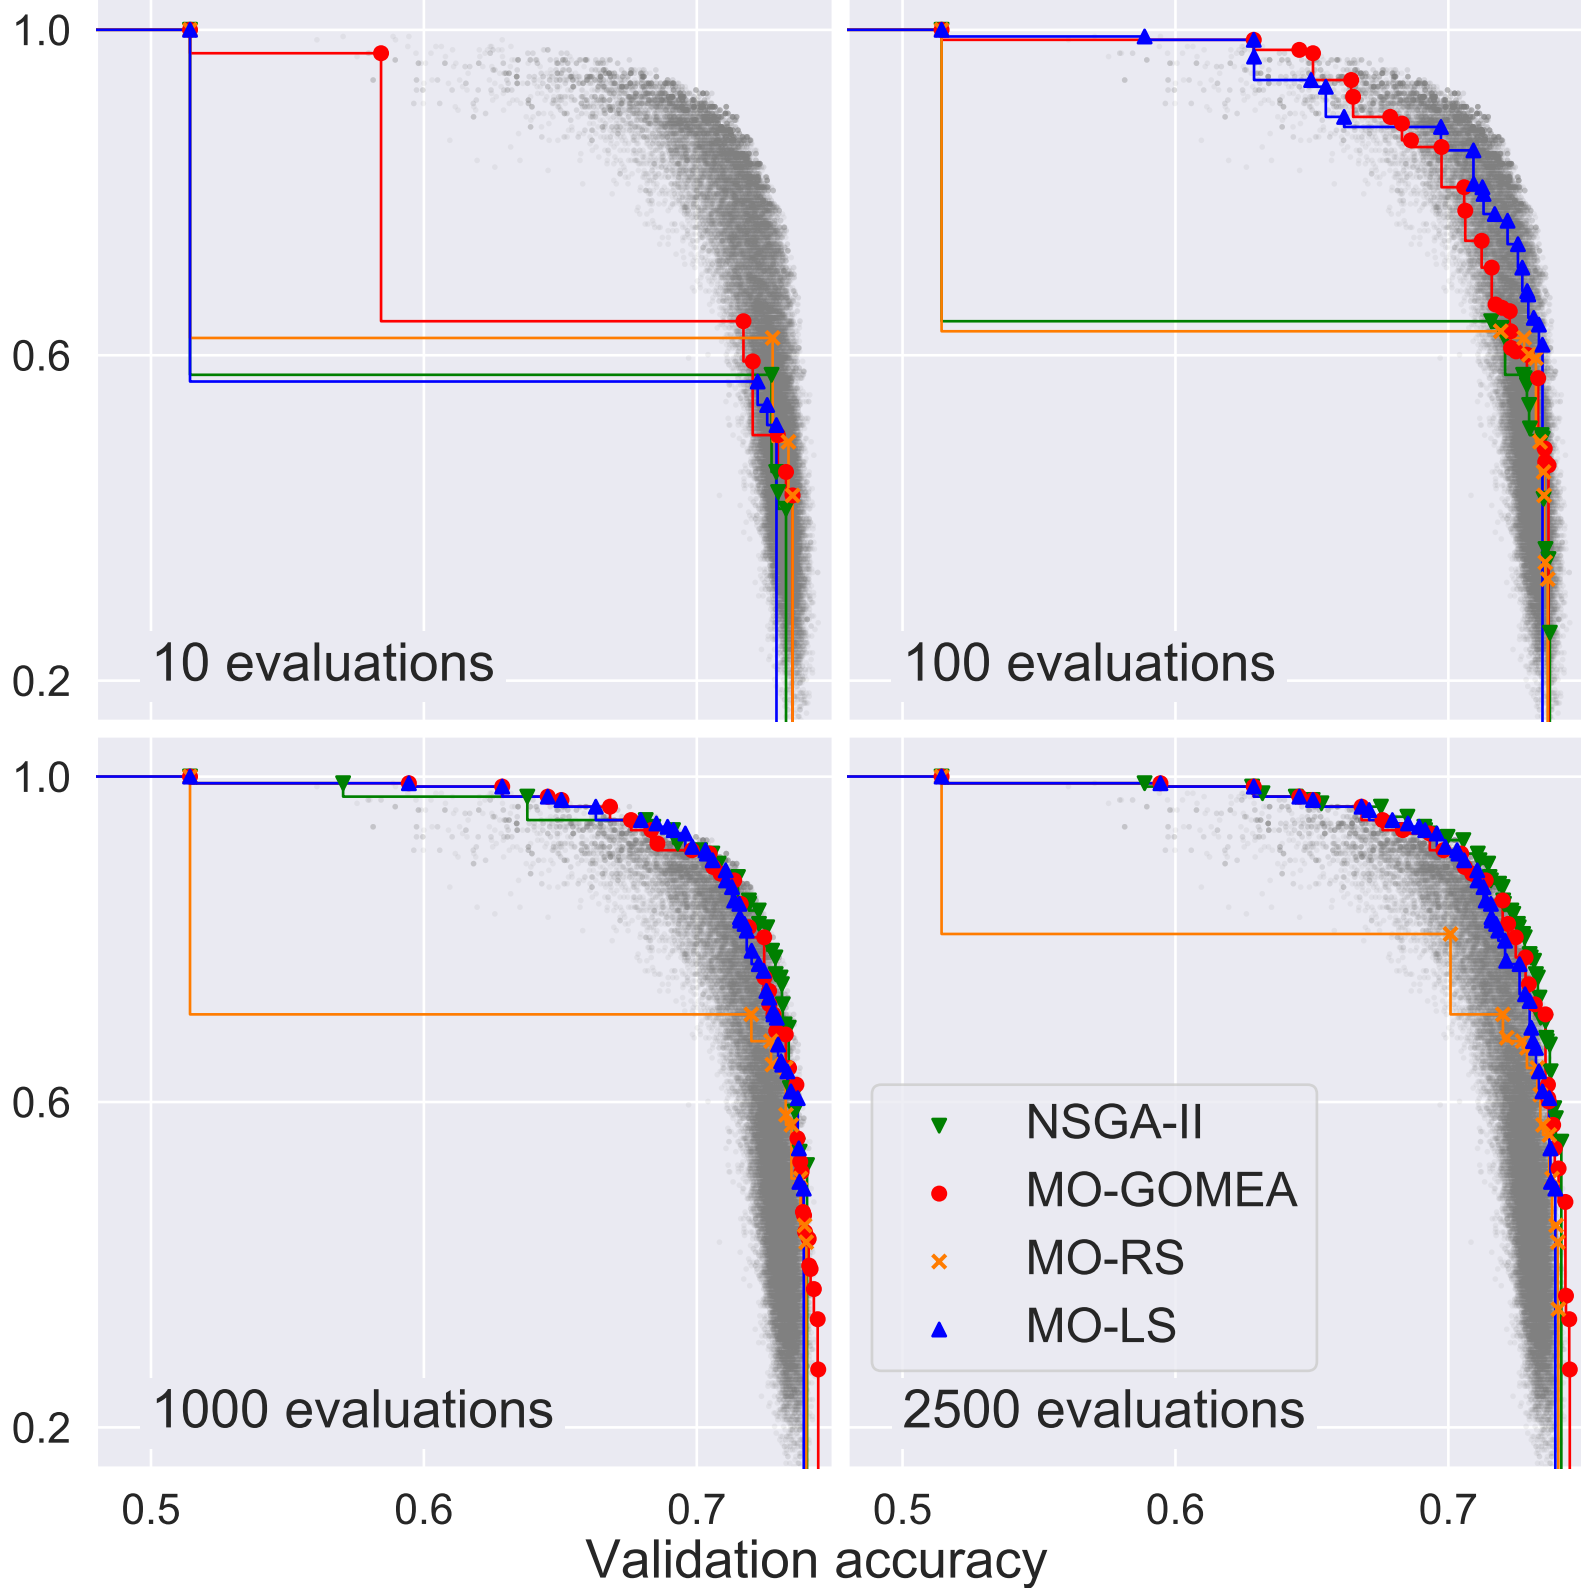 1.0
0.6
0.2
10 evaluations
100 evaluations
1.0
0.6
0.2
1000 evaluations
2500 evaluations
NSGA-II
MO-GOMEA
MO-RS
MO-LS
0.5 0.6 0.7 0.5 0.6 0.7
Validation accuracy